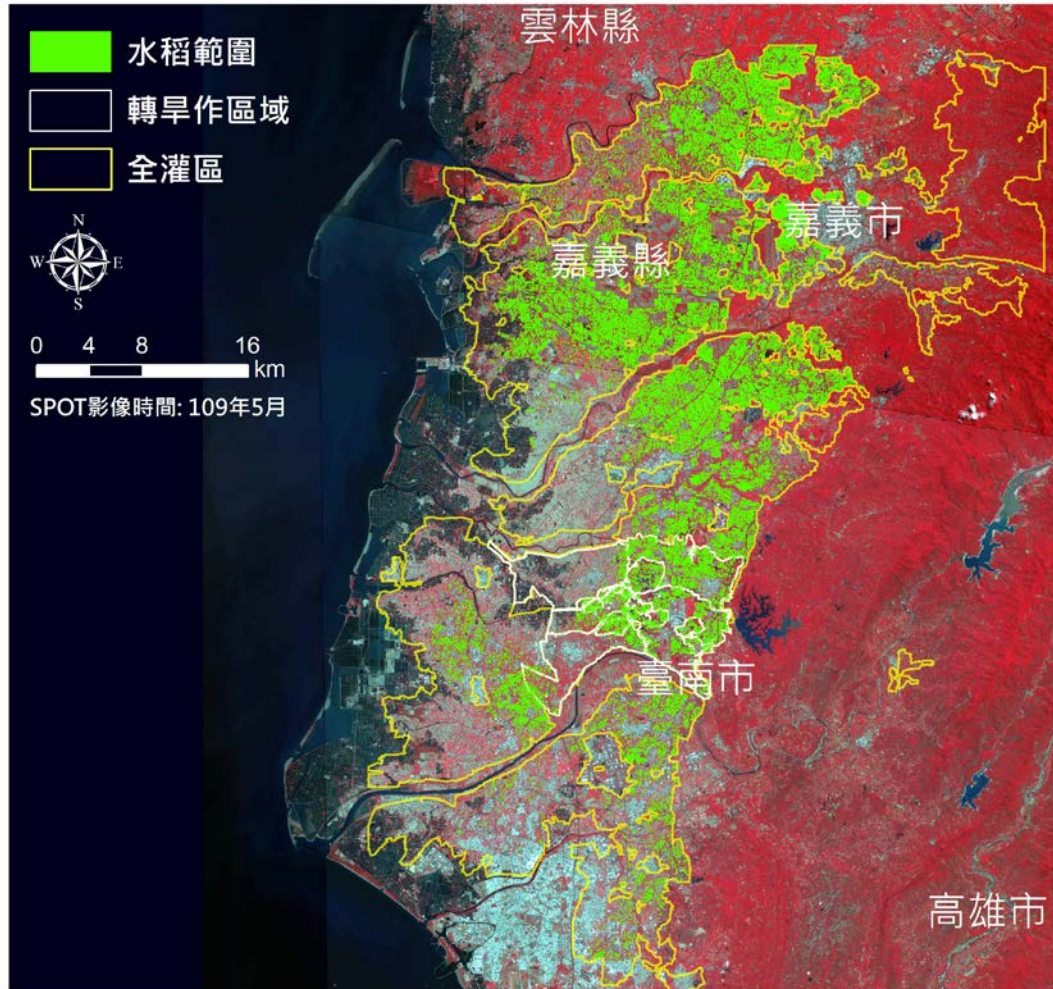 雲林縣
水稻範圍
轉旱作區域
全灌區
N
W E
S
嘉義市
嘉義縣
0 4 8 16
km
SPOT影像時間: 109年5月
臺南市
高雄市